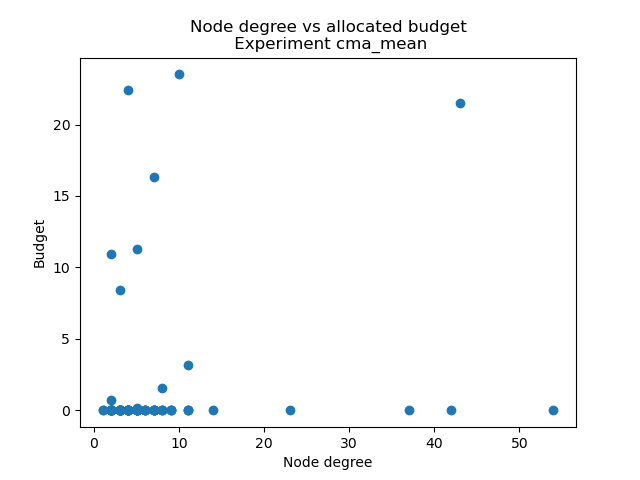 Node degree vs allocated budget
Experiment cma_mean
Budget
20
15
10
5
0
0 10 20 30 40 50
Node degree